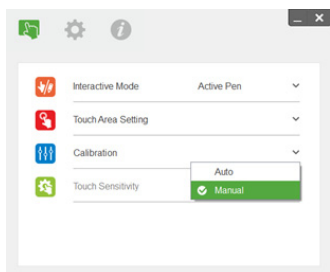 Interactive Mode Active Pen
Touch Area Setting
Calibration
Auto
Touch Sensitivity
Manual